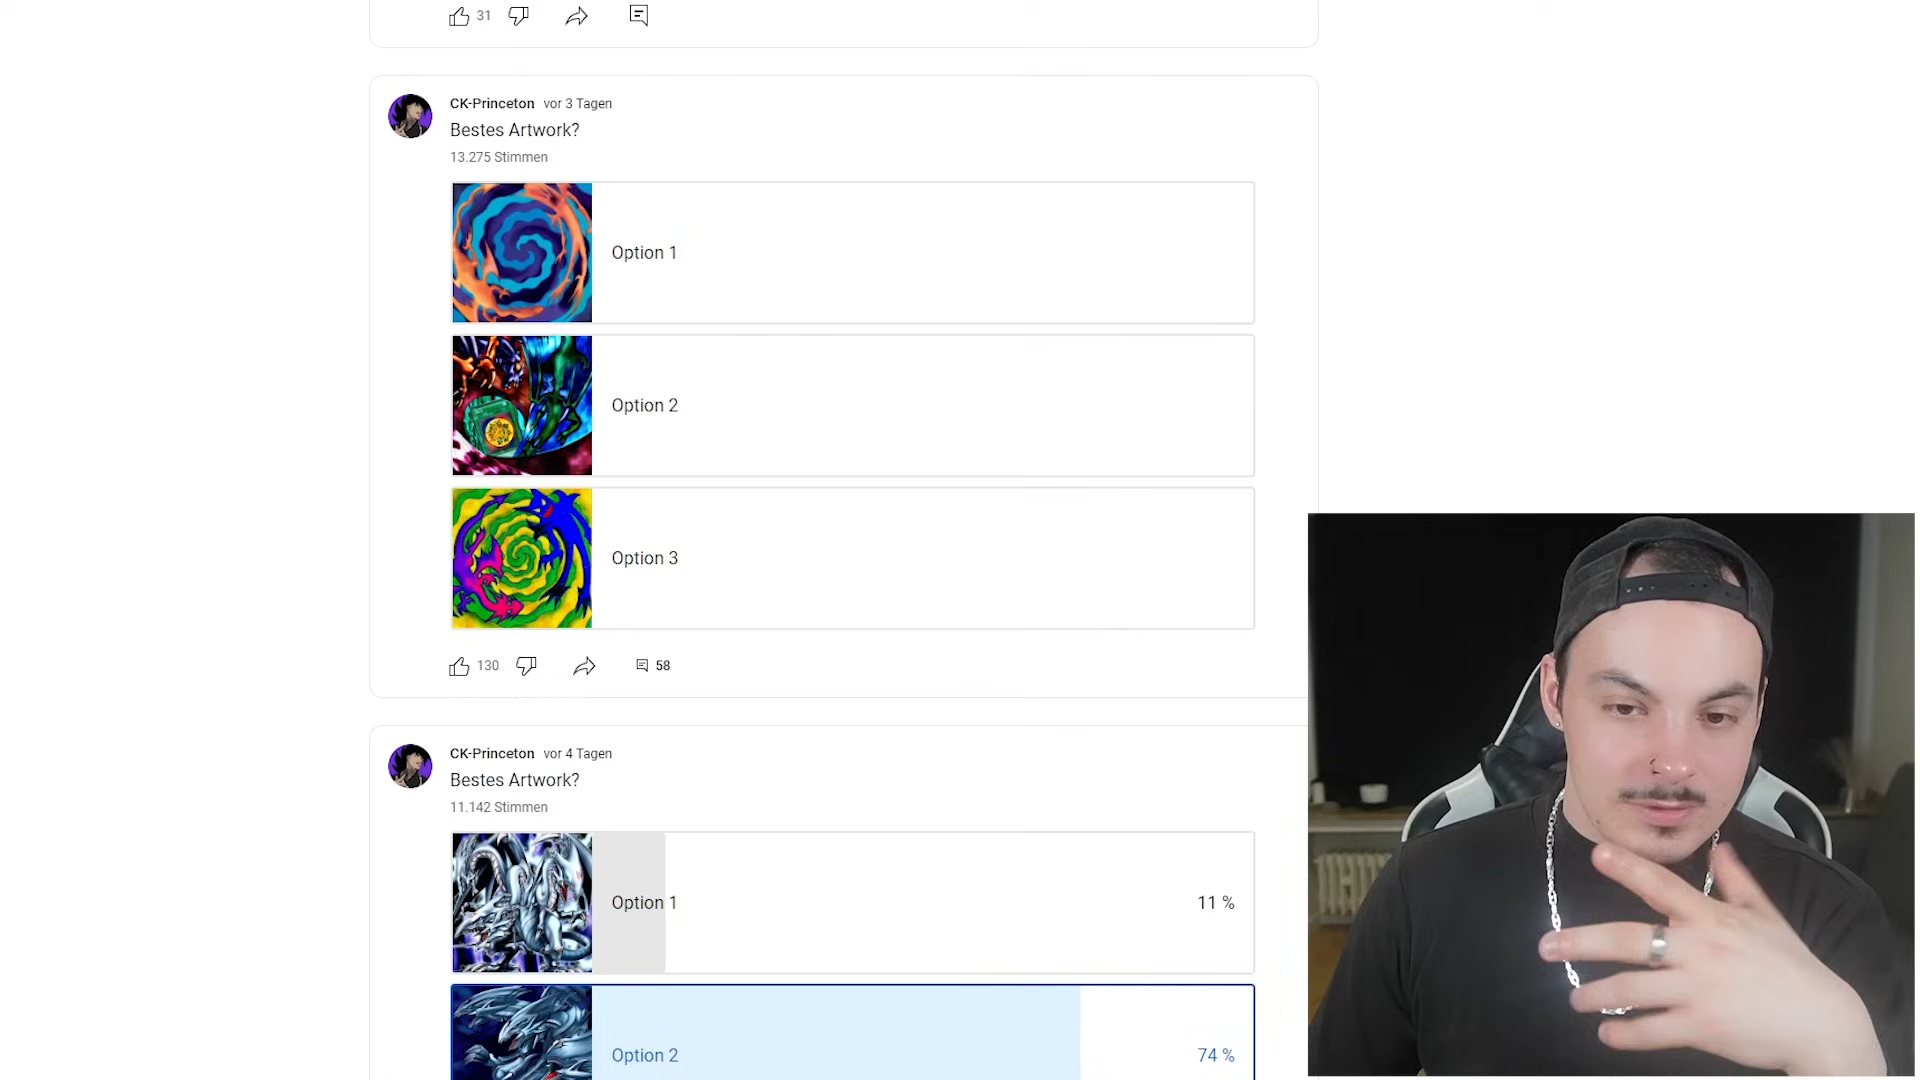 31
CK-Princeton vor 3 Tagen
Bestes Artwork?
13.275 Stimmen
Option 1
Option 2
Option 3
130
58
CK-Princeton vor 4 Tagen
Bestes Artwork?
11.142 Stimmen
Option 1 11 %
Option 2 74 %